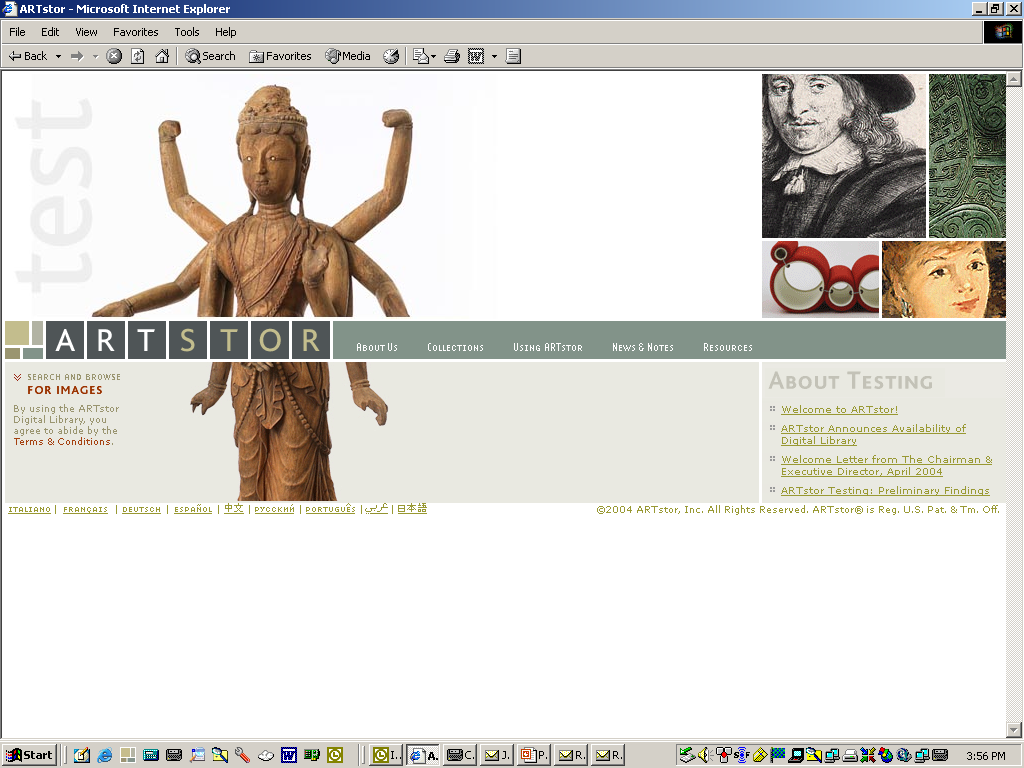 ARTstor - Microsoft Internet Explorer
File Edit View Favorites Tools Help
Back Search Favorites Media
test
ARTSTOR
About Us Collections Using ARTstor News & Notes Resources
SEARCH AND BROWSE
FOR IMAGES
By using the ARTstor
Digital Library, you
agree to abide by the
Terms & Conditions.
About Testing
Welcome to ARTstor!
ARTstor Announces Availability of
Digital Library
Welcome Letter from The Chairman &
Executive Director, April 2004
ARTstor Testing: Preliminary Findings
ITALIANO | FRANÇAIS | DEUTSCH | ESPAÑOL | 中文 | РУССКИЙ | PORTUGUÊS | عربي | 日本語
©2004 ARTstor, Inc. All Rights Reserved. ARTstor® is Reg. U.S. Pat. & Tm. Off.
Start I.. A. C. J. P. R. R. 3:56 PM